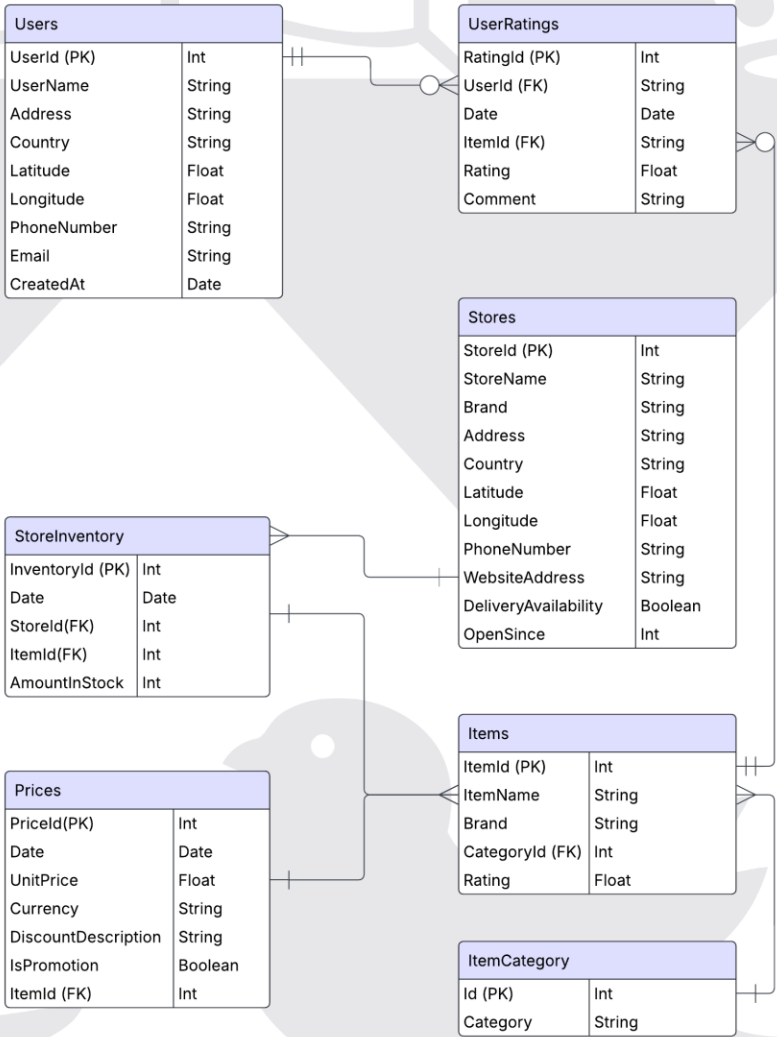 Users
UserId (PK) Int
UserName String
Address String
Country String
Latitude Float
Longitude Float
PhoneNumber String
Email String
CreatedAt Date
UserRatings
RatingId (PK) Int
UserId (FK) String
Date Date
ItemId (FK) String
Rating Float
Comment String
Stores
StoreId (PK) Int
StoreName String
Brand String
Address String
Country String
Latitude Float
Longitude Float
PhoneNumber String
WebsiteAddress String
DeliveryAvailability Boolean
OpenSince Int
StoreInventory
InventoryId (PK) Int
Date Date
StoreId(FK) Int
ItemId(FK) Int
AmountInStock Int
Items
ItemId (PK) Int
ItemName String
Brand String
CategoryId (FK) Int
Rating Float
Prices
PriceId(PK) Int
Date Date
UnitPrice Float
Currency String
DiscountDescription String
IsPromotion Boolean
ItemId (FK) Int
ItemCategory
Id (PK) Int
Category String